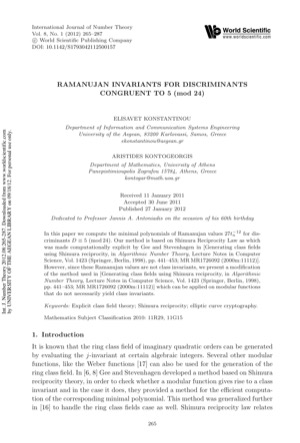 International Journal of Number Theory
Vol. 8, No. 1 (2012) 265–287
© World Scientific Publishing Company
DOI: 10.1142/S1793042112500157
World Scientific
www.worldscientific.com
RAMANUJAN INVARIANTS FOR DISCRIMINANTS
CONGRUENT TO 5 (mod 24)
ELISAVET KONSTANTINOU
Department of Information and Communication Systems Engineering
University of the Aegean, 83200 Karlovassi, Samos, Greece
ekonstantinou@aegean.gr
ARISTIDES KONTOGEORGIS
Department of Mathematics, University of Athens
Panepistimioupolis Zografou 15784, Athens, Greece
kontogar@math.uoa.gr
Received 11 January 2011
Accepted 30 June 2011
Published 27 January 2012
Dedicated to Professor Jannis A. Antoniadis on the occasion of his 60th birthday
In this paper we compute the minimal polynomials of Ramanujan values 27t_n^{-12} for dis-
criminants D ≡ 5 (mod 24). Our method is based on Shimura Reciprocity Law as which
was made computationally explicit by Gee and Stevenhagen in [Generating class fields
using Shimura reciprocity, in Algorithmic Number Theory, Lecture Notes in Computer
Science, Vol. 1423 (Springer, Berlin, 1998), pp. 441–453; MR MR1726092 (2000m:11112)].
However, since those Ramanujan values are not class invariants, we present a modification
of the method used in [Generating class fields using Shimura reciprocity, in Algorithmic
Number Theory, Lecture Notes in Computer Science, Vol. 1423 (Springer, Berlin, 1998),
pp. 441–453; MR MR1726092 (2000m:11112)] which can be applied on modular functions
that do not necessarily yield class invariants.
Keywords: Explicit class field theory; Shimura reciprocity; elliptic curve cryptography.
Mathematics Subject Classification 2010: 11R29, 11G15
1. Introduction
It is known that the ring class field of imaginary quadratic orders can be generated
by evaluating the j-invariant at certain algebraic integers. Several other modular
functions, like the Weber functions [17] can also be used for the generation of the
ring class field. In [6, 8] Gee and Stevenhagen developed a method based on Shimura
reciprocity theory, in order to check whether a modular function gives rise to a class
invariant and in the case it does, they provided a method for the efficient computa-
tion of the corresponding minimal polynomial. This method was generalized further
in [16] to handle the ring class fields case as well. Shimura reciprocity law relates
265
Int. J. Number Theory 2012.08:265-287. Downloaded from www.worldscientific.com
by UNIVERSITY OF THE AEGEAN LIBRARY on 09/16/12. For personal use only.